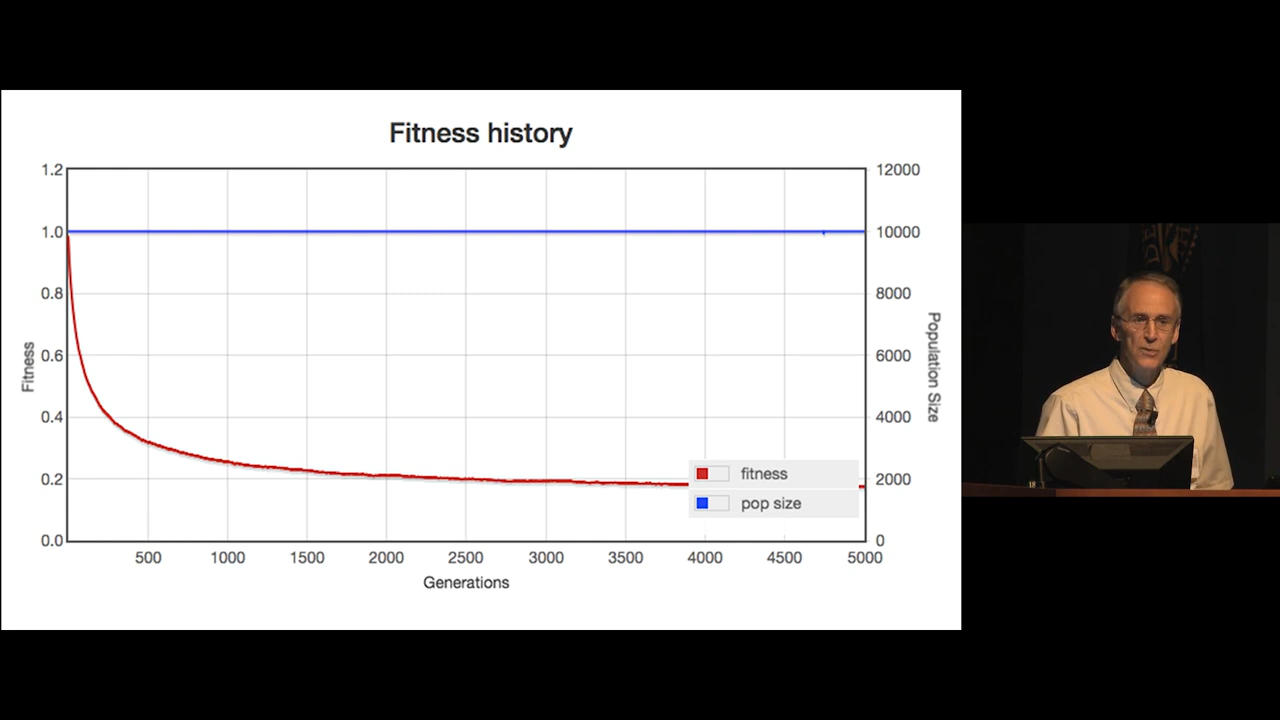 Fitness history
1.2
1.0
0.8
0.6
0.4
0.2
0.0
Fitness
12000
10000
8000
6000
4000
2000
0
Population Size
fitness
pop size
500 1000 1500 2000 2500 3000 3500 4000 4500 5000
Generations